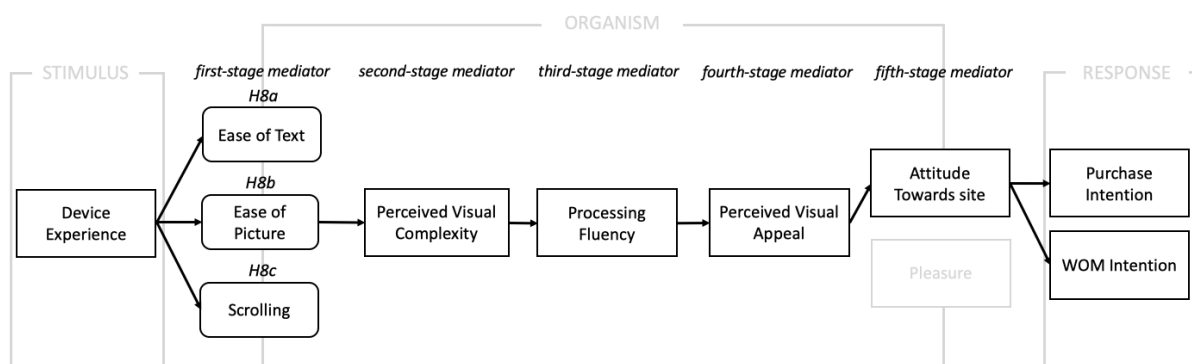 ORGANISM
STIMULUS
RESPONSE
first-stage mediator
second-stage mediator
third-stage mediator
fourth-stage mediator
fifth-stage mediator
H8a
Ease of Text
H8b
Ease of
Picture
H8c
Scrolling
Device
Experience
Perceived Visual
Complexity
Processing
Fluency
Perceived Visual
Appeal
Attitude
Towards site
Pleasure
Purchase
Intention
WOM Intention